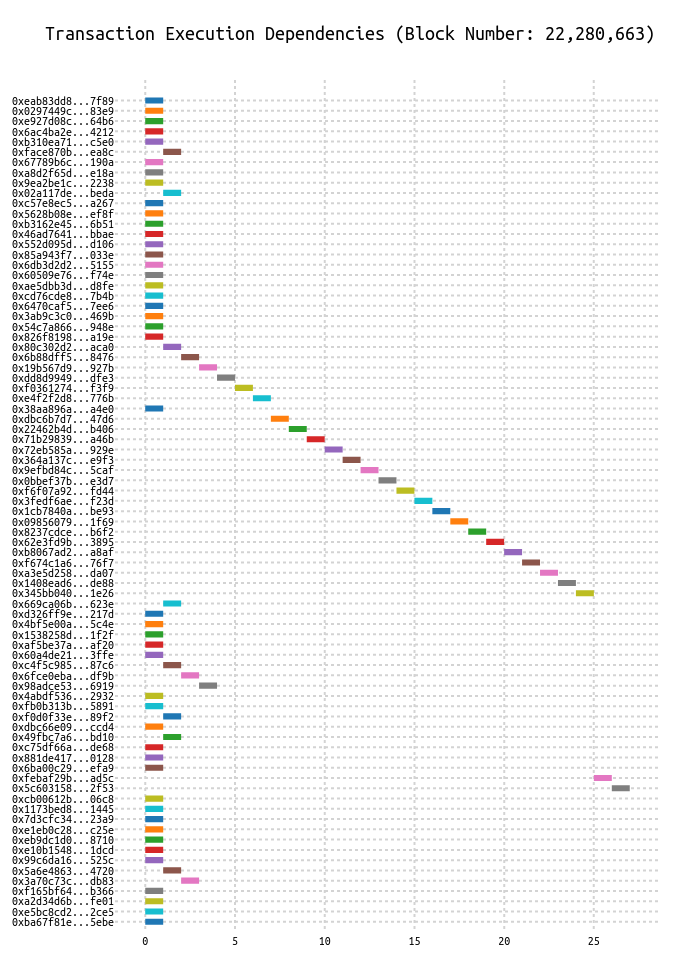 Transaction Execution Dependencies (Block Number: 22,280,663)
0xeab83dd8...7f89
0x0297449c...83e9
0xe927d08c...64b6
0x6ac4ba2e...4212
0xb310ea71...c5e0
0xface870b...ea8c
0x67789b6c...190a
0xa8d2f65d...e18a
0x9ea2be1c...2238
0x02a117de...beda
0xc57e8ec5...a267
0x5628b08e...ef8f
0xb3162e45...6b51
0x46ad7641...bbae
0x552d095d...d106
0x85a943f7...033e
0x6db3d2d2...5155
0x60509e76...f74e
0xae5dbb3d...d8fe
0xcd76cde8...7b4b
0x6470caf5...7ee6
0x3ab9c3c0...469b
0x54c7a866...948e
0x826f8198...a19e
0x80c302d2...aca0
0x6b88dff5...8476
0x19b567d9...927b
0xdd8d9949...dfe3
0xf0361274...f3f9
0xe4f2f2d8...776b
0x38aa896a...a4e0
0xdbc6b7d7...47d6
0x22462b4d...b406
0x71b29839...a46b
0x72eb585a...929e
0x364a137c...e9f3
0x9efbd84c...5caf
0x0bbef37b...e3d7
0xf6f07a92...fd44
0x3fedf6ae...f23d
0x1cb7840a...be93
0x09856079...1f69
0x8237cdce...b6f2
0x62e3fd9b...3895
0xb8067ad2...a8af
0xf674c1a6...76f7
0xa3e5d258...da07
0x1408ead6...de88
0x345bb040...1e26
0x669ca06b...623e
0xd326ff9e...217d
0x4bf5e00a...5c4e
0x1538258d...1f2f
0xaf5be37a...af20
0x60a4de21...3ffe
0xc4f5c985...87c6
0x6fce0eba...df9b
0x98adce53...6919
0x4abdf536...2932
0xfb0b313b...5891
0xf0d0f33e...89f2
0xdbc66e09...ccd4
0x49fbc7a6...bd10
0xc75df66a...de68
0x881de417...0128
0x6ba00c29...efa9
0xfebaf29b...ad5c
0x5c603158...2f53
0xcb00612b...06c8
0x1173bed8...1445
0x7d3cfc34...23a9
0xe1eb0c28...c25e
0xeb9dc1d0...8710
0xe10b1548...1dcd
0x99c6da16...525c
0x5a6e4863...4720
0x3a70c73c...db83
0xf165bf64...b366
0xa2d34d6b...fe01
0xe5bc8cd2...2ce5
0xba67f81e...5ebe
0 5 10 15 20 25